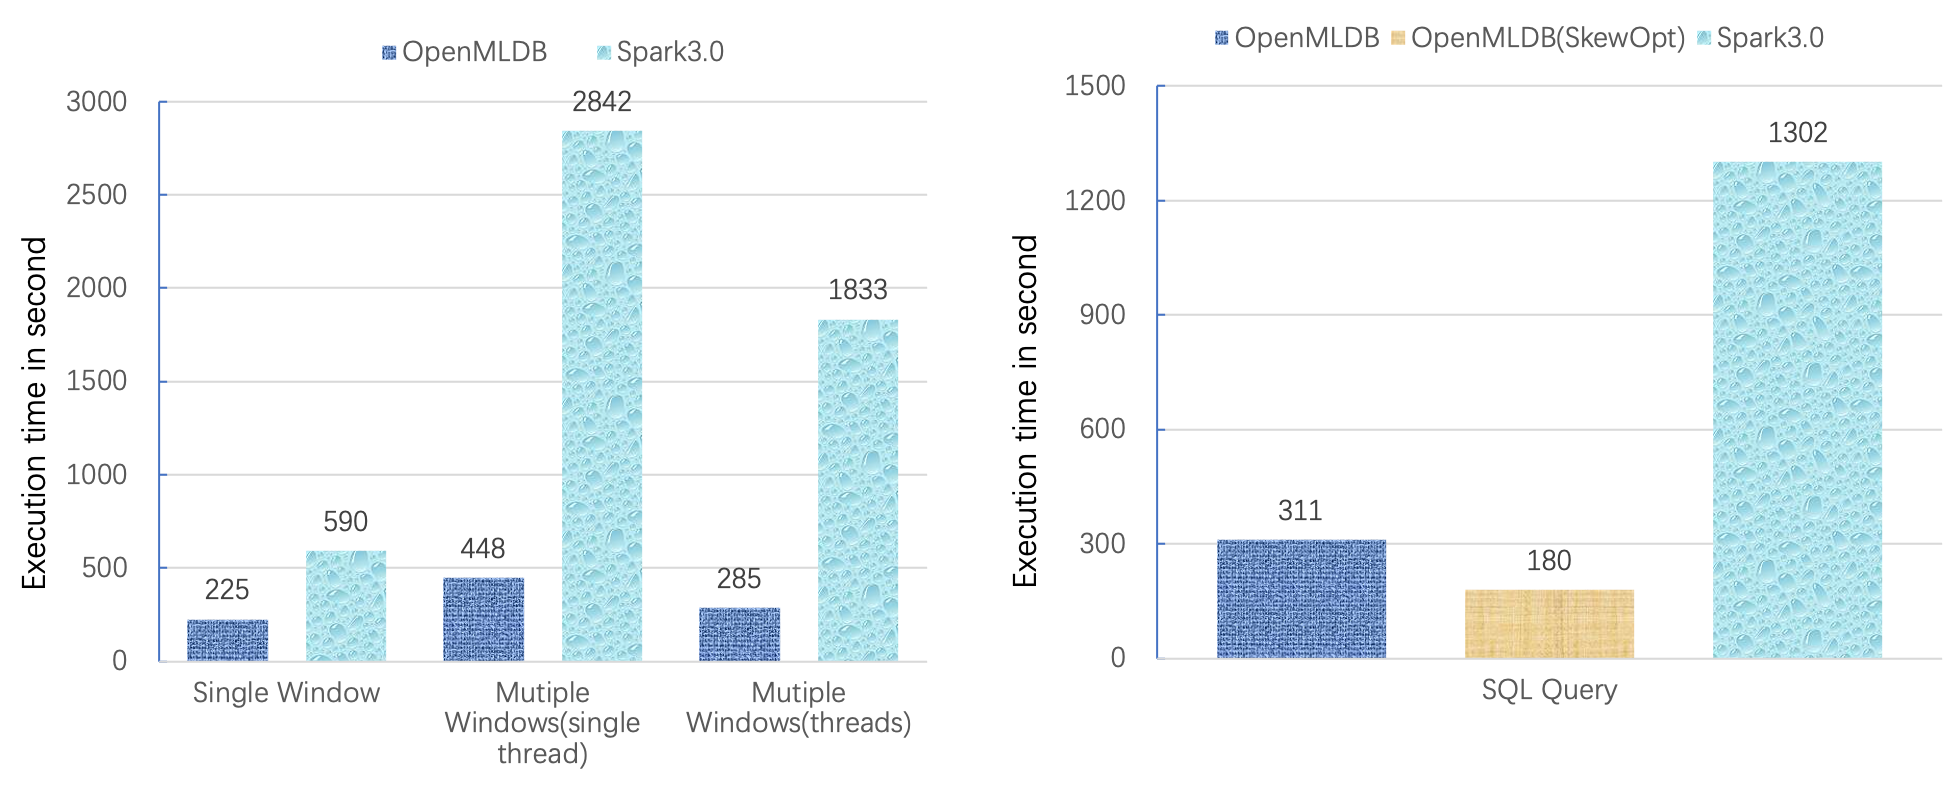 OpenMLDB Spark3.0
3000
2500
2000
1500
1000
500
0
Execution time in second
225
590
448
2842
285
1833
Single Window
Mutiple
Windows(single
thread)
Mutiple
Windows(threads)
OpenMLDB OpenMLDB(SkewOpt) Spark3.0
1500
1200
900
600
300
0
Execution time in second
311
180
1302
SQL Query